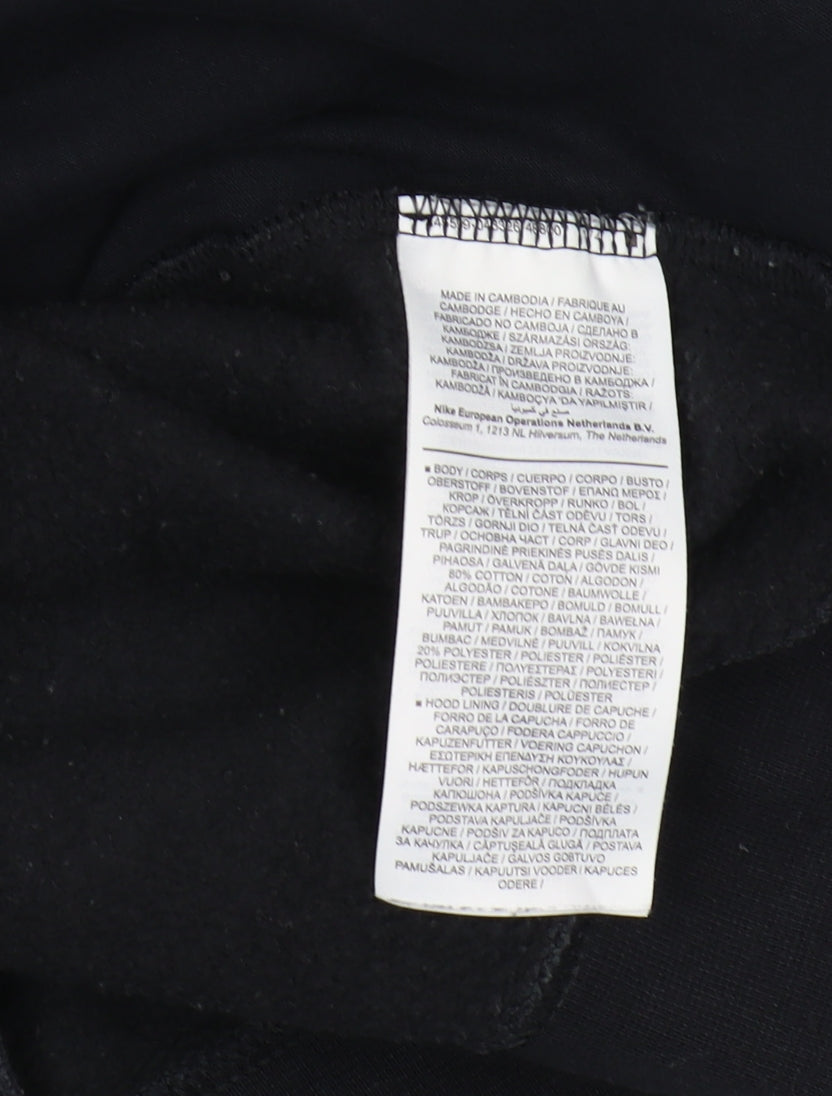 MADE IN CAMBODIA / FABRIQUE AU
CAMBODGE / HECHO EN CAMBOYA /
FABRICADO NO CAMBOJA / СДЕЛАНО В
КАМБОДЖЕ / SZÁRMAZÁSI ORSZÁG:
KAMBODZSA / ZEMLJA PROIZVODNJE:
KAMBODŽA / DRŽAVA PROIZVODNJE:
KAMBODŽA / ПРОИЗВЕДЕНО В КАМБОДЖА /
FABRICAT ÎN CAMBODGIA / RAŽOTS:
KAMBODŽĀ / KAMBOÇYA 'DA YAPILMIŞTIR /
صنع في كمبوديا
Nike European Operations Netherlands B.V.
Colosseum 1, 1213 NL Hilversum, The Netherlands
■ BODY / CORPS / CUERPO / CORPO / BUSTO /
OBERSTOFF / BOVENSTOF / ΕΠΑΝΩ ΜΕΡΟΣ /
KROP / ÖVERKROPP / RUNKO / BOL /
КОРСАЖ / TĚLNÍ ČÁST ODĚVU / TORS /
TÖRZS / GORNJI DIO / TELNÁ ČASŤ ODEVU /
TRUP / ОСНОВНА ЧАСТ / CORP / GLAVNI DEO /
PAGRINDINĖ PRIEKINĖS PUSĖS DALIS /
PIHAOSA / GALVENĀ DAĻA / GÖVDE KISMI
80% COTTON / COTON / ALGODON /
ALGODÃO / COTONE / BAUMWOLLE /
KATOEN / ΒΑΜΒΑΚΕΡΟ / BOMULD / BOMULL /
PUUVILLA / ХЛОПОК / BAVLNA / BAWEŁNA /
PAMUT / PAMUK / BOMBAŽ / ПАМУК /
BUMBAC / MEDVILNĖ / PUUVILL / KOKVILNA
20% POLYESTER / POLIESTER / POLIÉSTER /
POLIESTERE / ΠΟΛΥΕΣΤΕΡΑΣ / POLYESTERI /
ПОЛИЭСТЕР / POLIÉSZTER / ПОЛИЕСТЕР /
POLIESTERIS / POLÜESTER
■ HOOD LINING / DOUBLURE DE CAPUCHE /
FORRO DE LA CAPUCHA / FORRO DE
CARAPUÇO / FODERA CAPPUCCIO /
KAPUZENFUTTER / VOERING CAPUCHON /
ΕΣΩΤΕΡΙΚΗ ΕΠΕΝΔΥΣΗ ΚΟΥΚΟΥΛΑΣ /
HÆTTEFOR / KAPUSCHONGFODER / HUPUN
VUORI / HETTEFÔR / ПОДКЛАДКА
КАПЮШОНА / PODŠÍVKA KAPUCE /
PODSZEWKA KAPTURA / KAPUCNI BÉLÉS /
PODSTAVA KAPULJAČE / PODŠÍVKA
KAPUCNE / PODŠIV ZA KAPUCO / ПОДПЛАТА
ЗА КАЧУЛКА / CĂPTUŞEALĂ GLUGĂ / POSTAVA
KAPULJAČE / GALVOS GOBTUVO
PAMUŠALAS / KAPUUTSI VOODER / KAPUCES
ODERE /